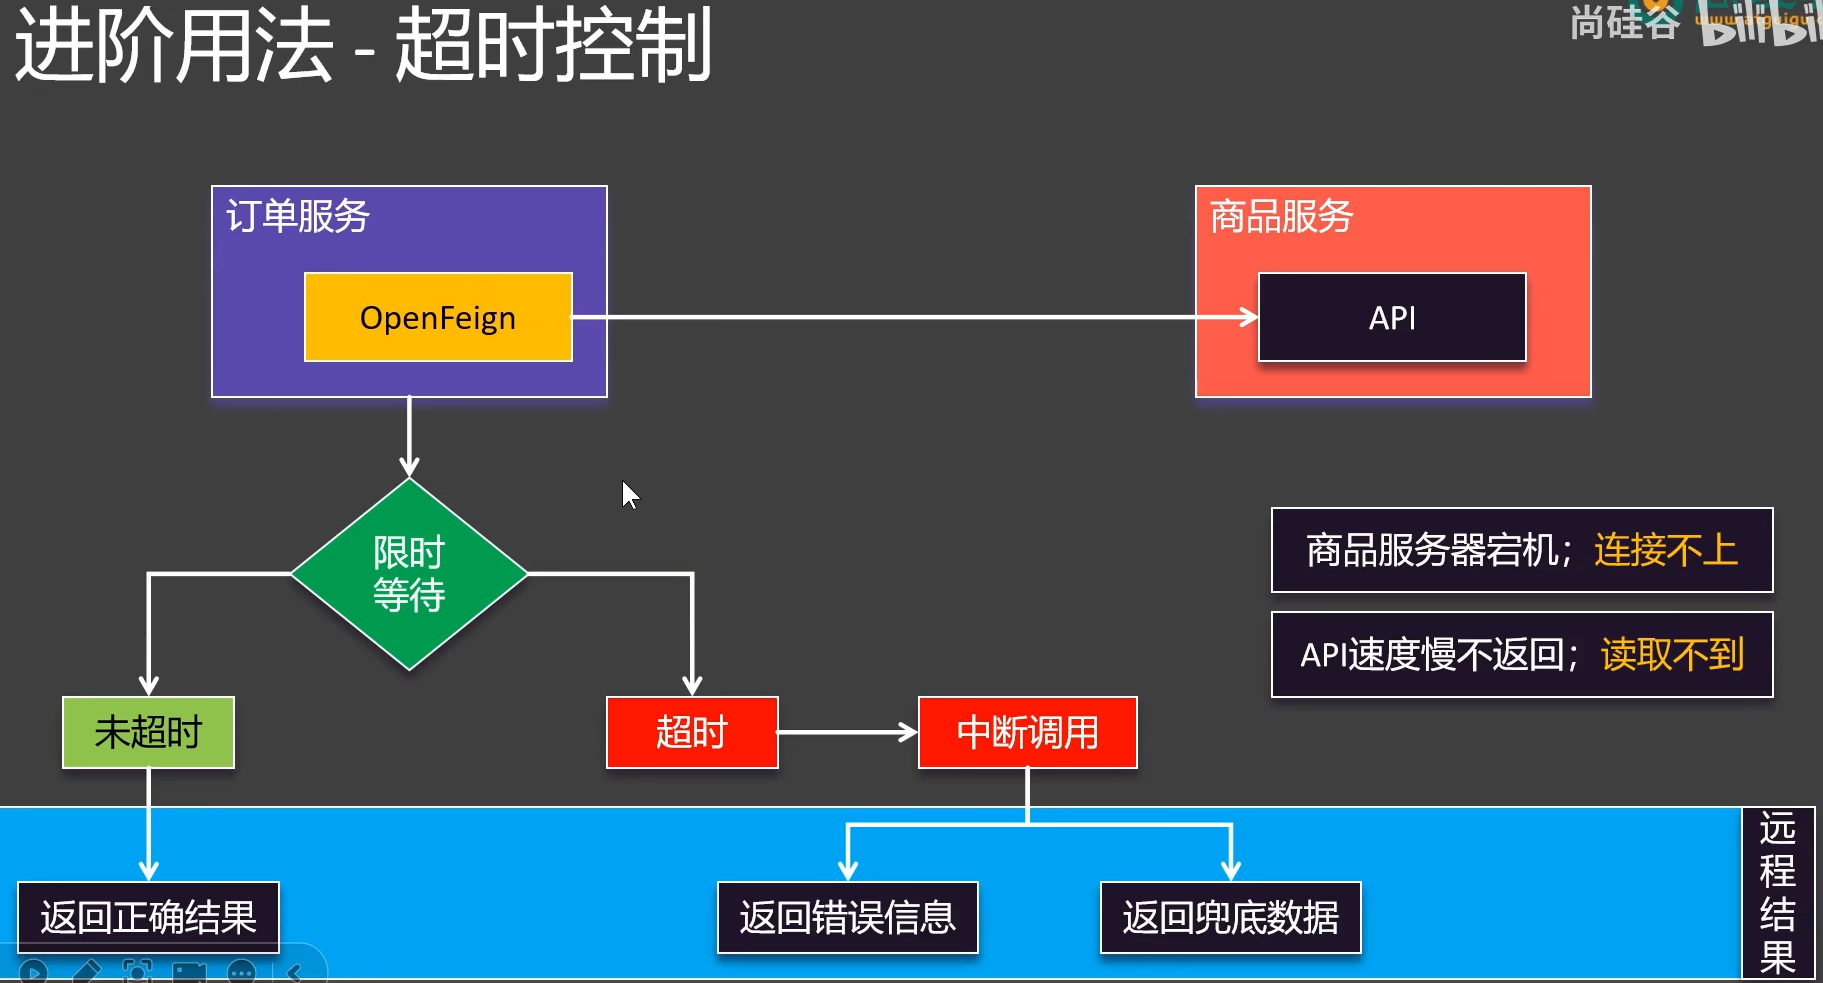 进阶用法 - 超时控制
尚硅谷
bilibili
订单服务
OpenFeign
商品服务
API
限时
等待
商品服务器宕机；连接不上
API速度慢不返回；读取不到
未超时
超时
中断调用
返回正确结果
返回错误信息
返回兜底数据
远
程
结
果